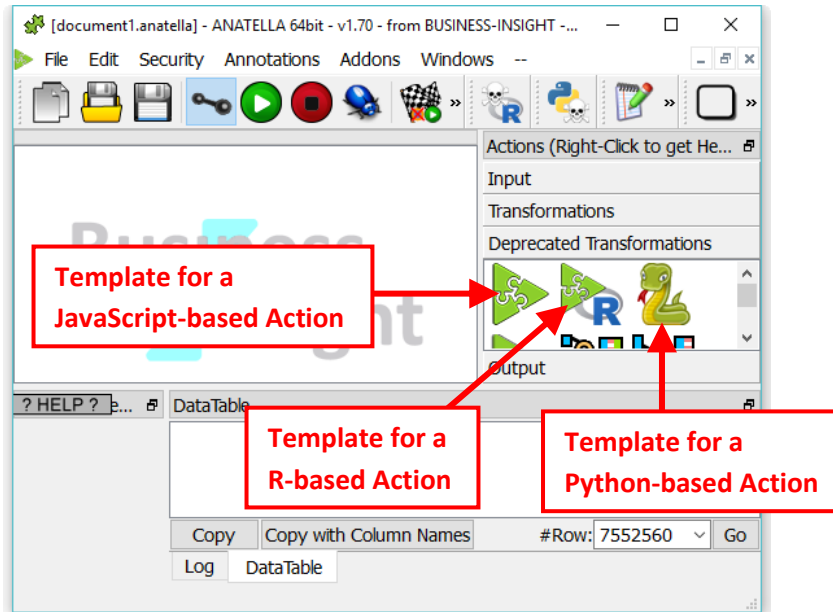 [document1.anatella] - ANATELLA 64bit - v1.70 - from BUSINESS-INSIGHT -...
File Edit Security Annotations Addons Windows --
» R » »
Actions (Right-Click to get He...
Input
Transformations
Deprecated Transformations
R
Output
Template for a
JavaScript-based Action
? HELP ? e... DataTable
Template for a
R-based Action
Template for a
Python-based Action
Copy Copy with Column Names #Row: 7552560 Go
Log DataTable